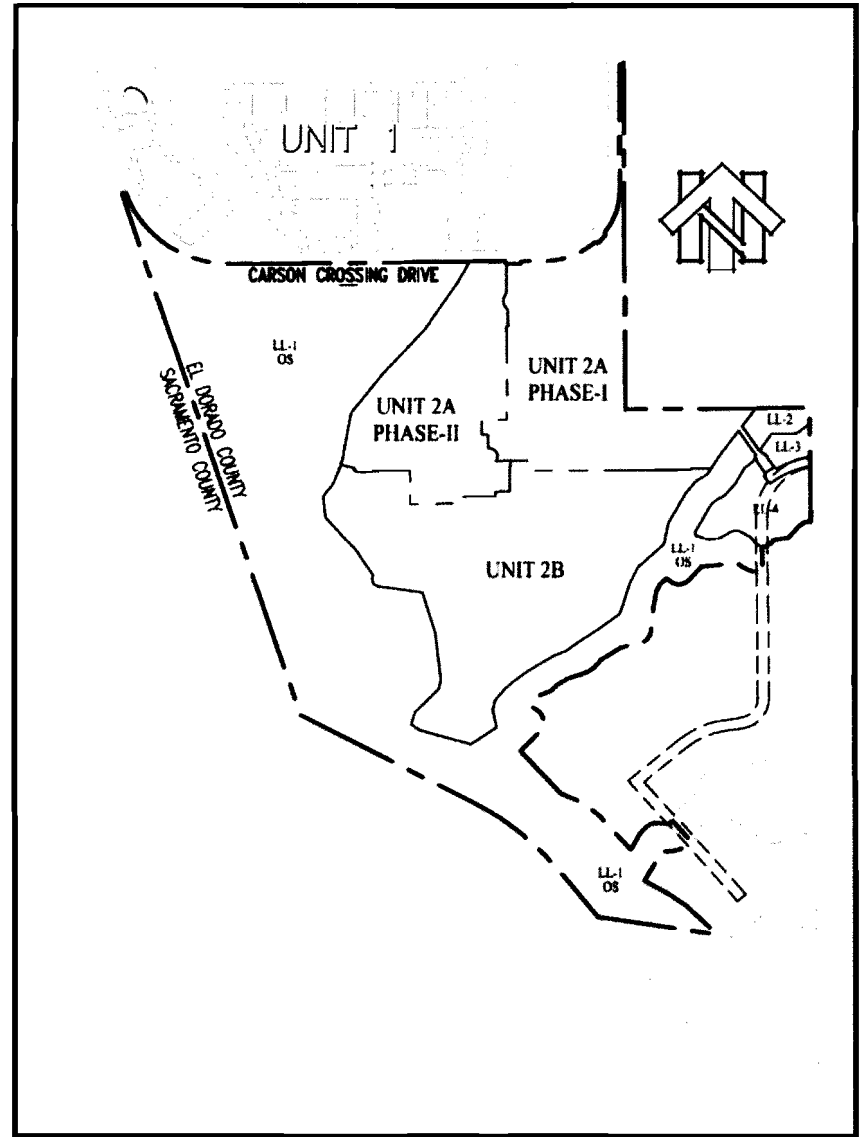 UNIT 1
CARSON CROSSING DRIVE
LL-1
OS
EL DORADO COUNTY
SACRAMENTO COUNTY
UNIT 2A
PHASE-I
UNIT 2A
PHASE-II
LL-2
LL-3
LL-4
LL-1
OS
UNIT 2B
LL-1
OS